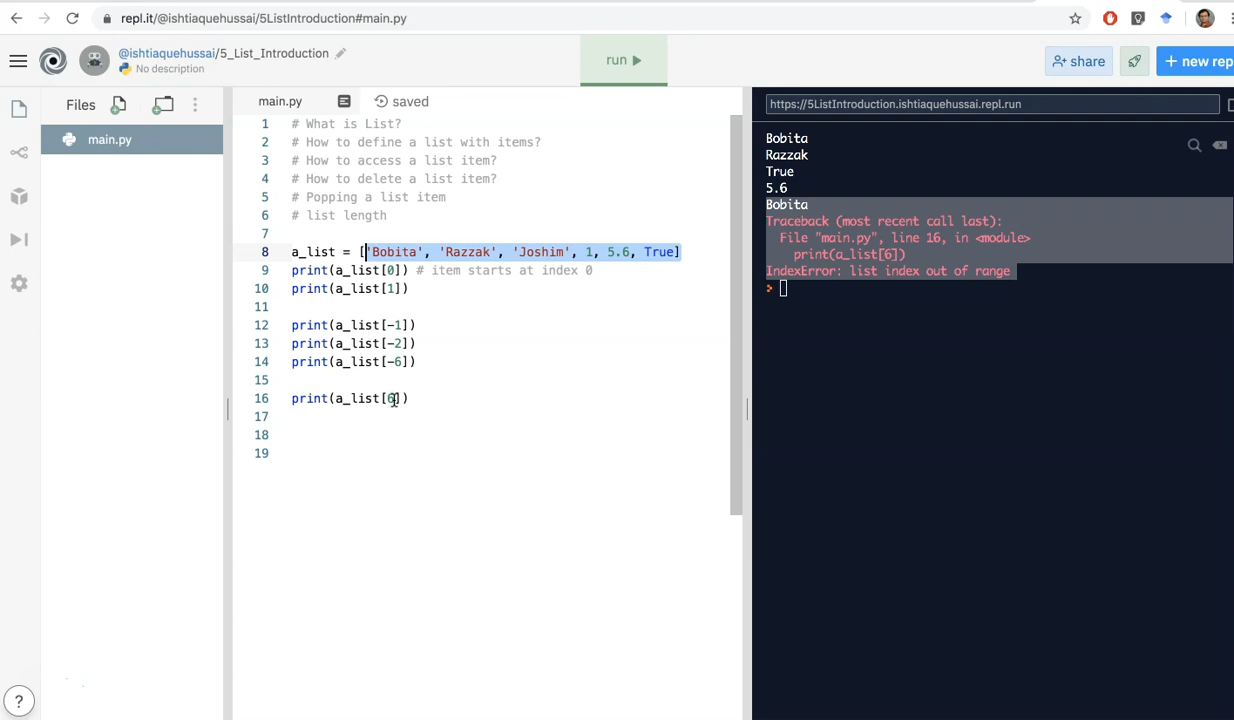 repl.it/@ishtiaquehussai/5ListIntroduction#main.py
@ishtiaquehussai/5_List_Introduction
No description
run
share
+ new rep
Files
main.py
main.py
saved
1 # What is List?
2 # How to define a list with items?
3 # How to access a list item?
4 # How to delete a list item?
5 # Popping a list item
6 # list length
7
8 a_list = ['Bobita', 'Razzak', 'Joshim', 1, 5.6, True]
9 print(a_list[0]) # item starts at index 0
10 print(a_list[1])
11
12 print(a_list[-1])
13 print(a_list[-2])
14 print(a_list[-6])
15
16 print(a_list[6])
17
18
19
https://5ListIntroduction.ishtiaquehussai.repl.run
Bobita
Razzak
True
5.6
Bobita
Traceback (most recent call last):
File "main.py", line 16, in <module>
print(a_list[6])
IndexError: list index out of range
>
?